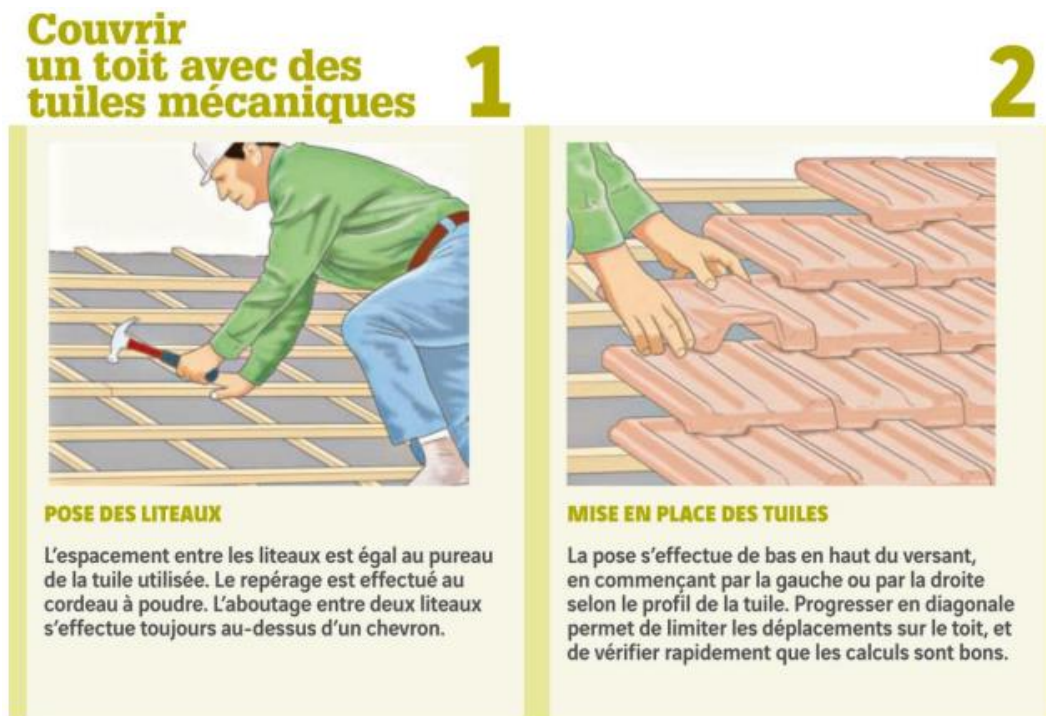 Couvrir
un toit avec des
tuiles mécaniques
1
POSE DES LITEAUX
L'espacement entre les liteaux est égal au pureau
de la tuile utilisée. Le repérage est effectué au
cordeau à poudre. L'aboutage entre deux liteaux
s'effectue toujours au-dessus d'un chevron.
2
MISE EN PLACE DES TUILES
La pose s'effectue de bas en haut du versant,
en commençant par la gauche ou par la droite
selon le profil de la tuile. Progresser en diagonale
permet de limiter les déplacements sur le toit, et
de vérifier rapidement que les calculs sont bons.